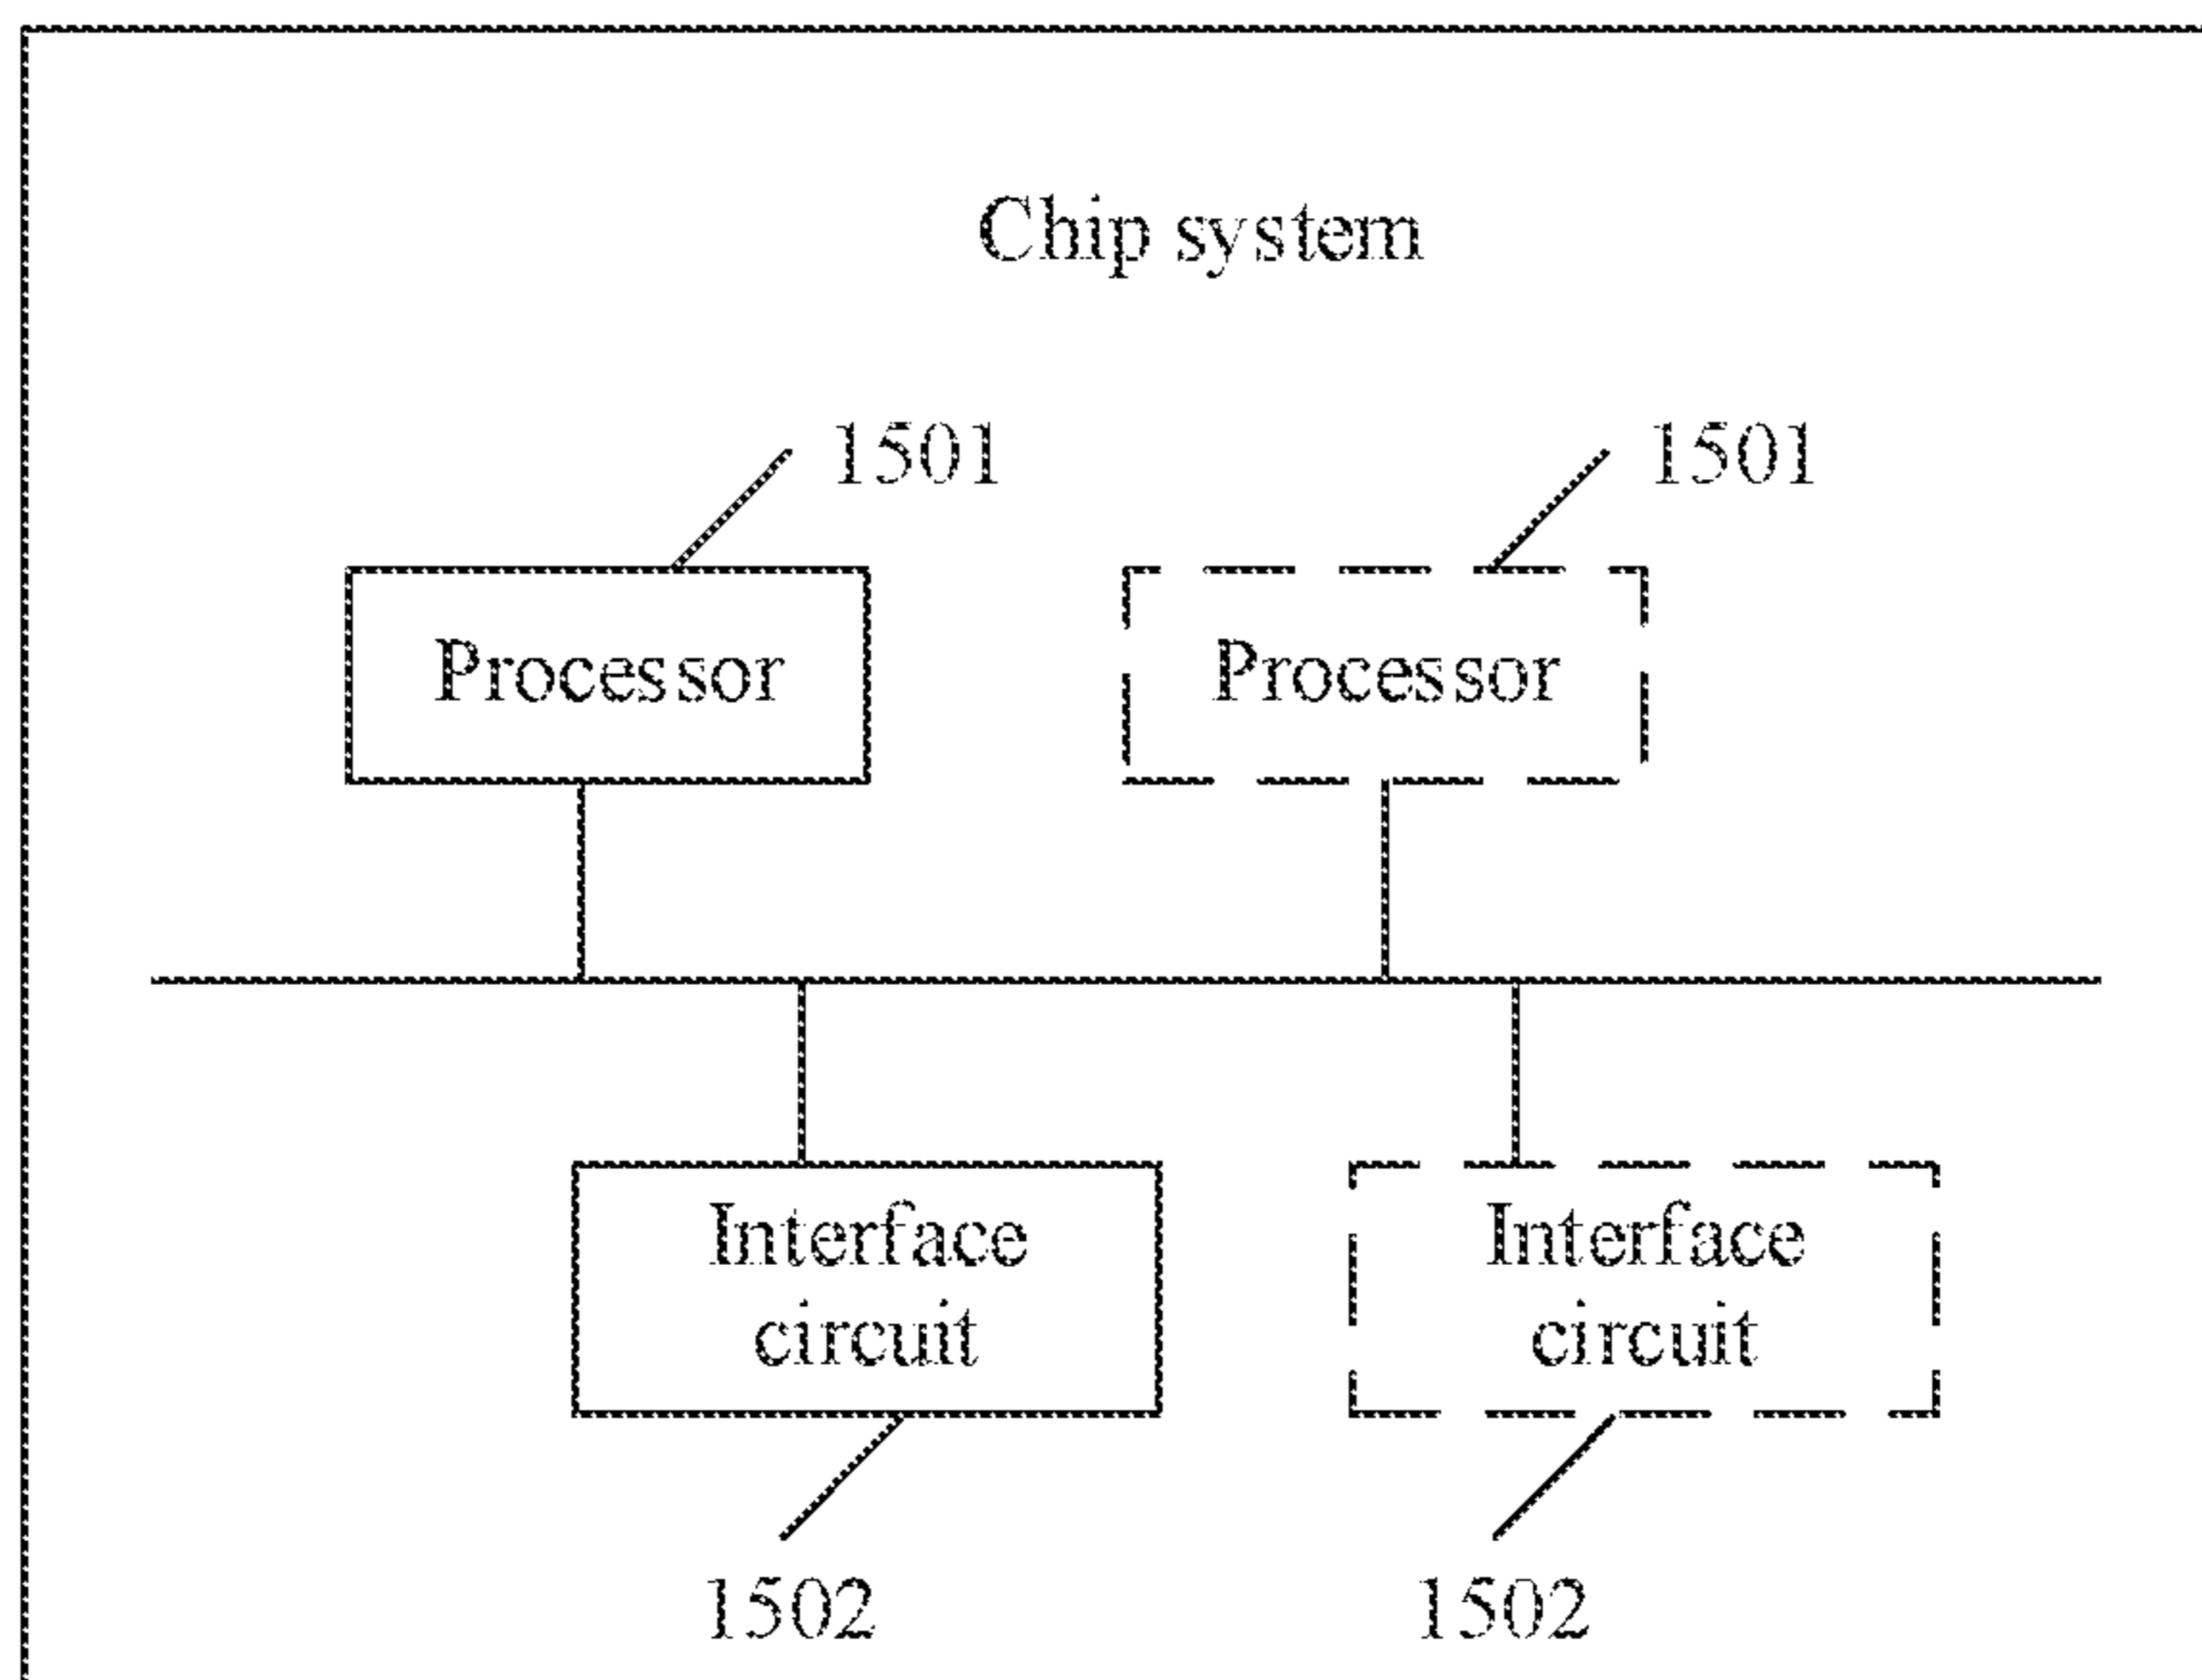 Chip system
1501
1501
Processor
Processor
Interface
circuit
Interface
circuit
1502
1502